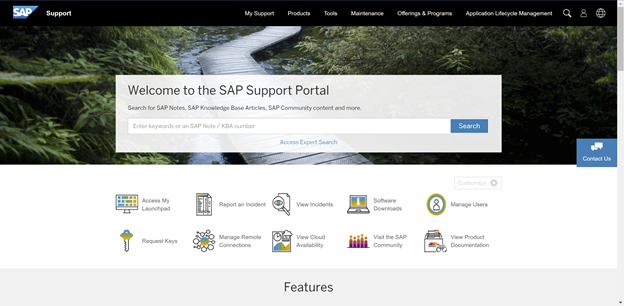 SAP Support My Support Products Tools Maintenance Offerings & Programs Application Lifecycle Management
Welcome to the SAP Support Portal
Search for SAP Notes, SAP Knowledge Base Articles, SAP Community content and more.
Enter keywords or an SAP Note / KBA number Search
Access Expert Search
Contact Us
Customize
Access My
Launchpad
Report an Incident
View Incidents
Software
Downloads
Manage Users
Request Keys
Manage Remote
Connections
View Cloud
Availability
Visit the SAP
Community
View Product
Documentation
Features